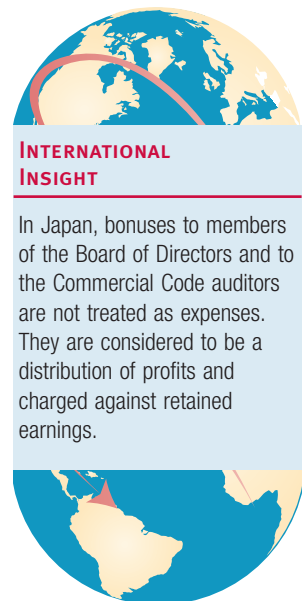 INTERNATIONAL
INSIGHT
In Japan, bonuses to members
of the Board of Directors and to
the Commercial Code auditors
are not treated as expenses.
They are considered to be a
distribution of profits and
charged against retained
earnings.